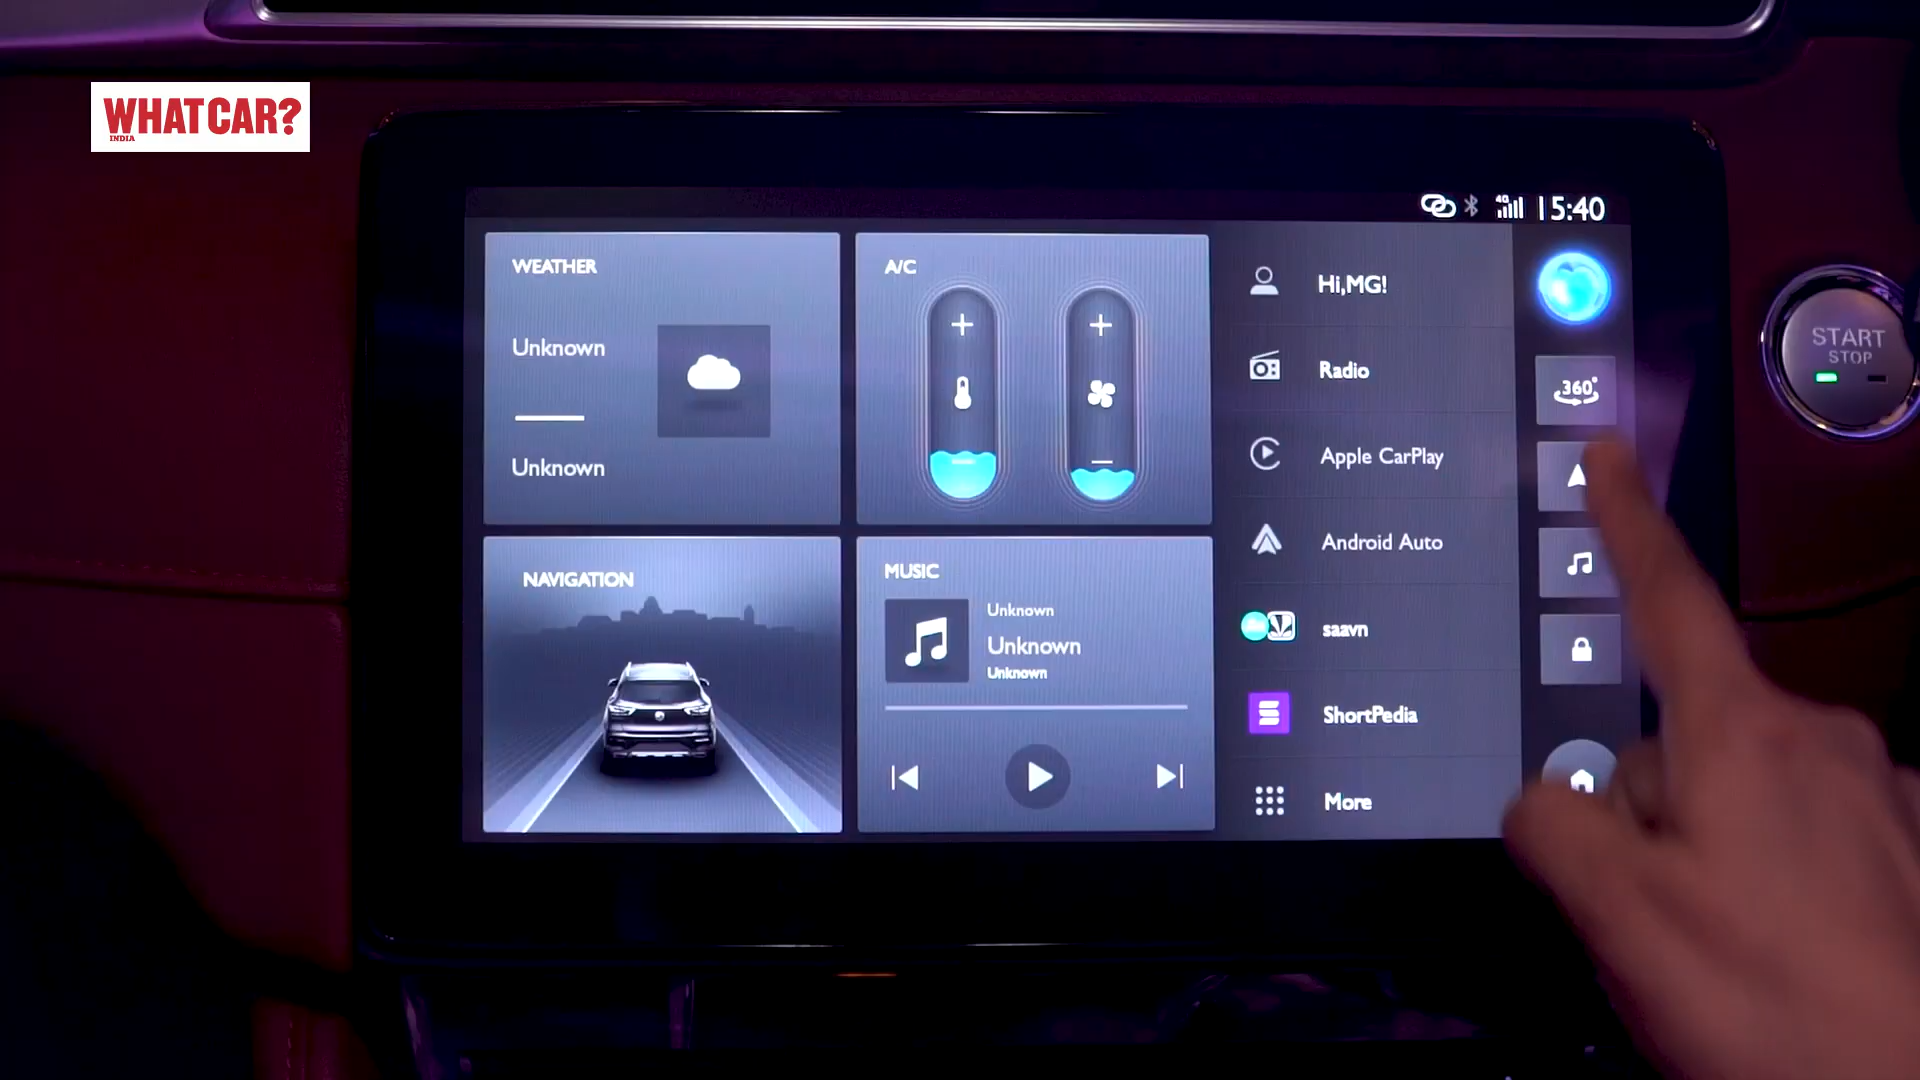 WHAT CAR?
INDIA
4G
15:40
WEATHER
Unknown
Unknown
A/C
NAVIGATION
MUSIC
Unknown
Unknown
Unknown
Hi,MG!
Radio
Apple CarPlay
Android Auto
saavn
ShortPedia
More
360°
START
STOP